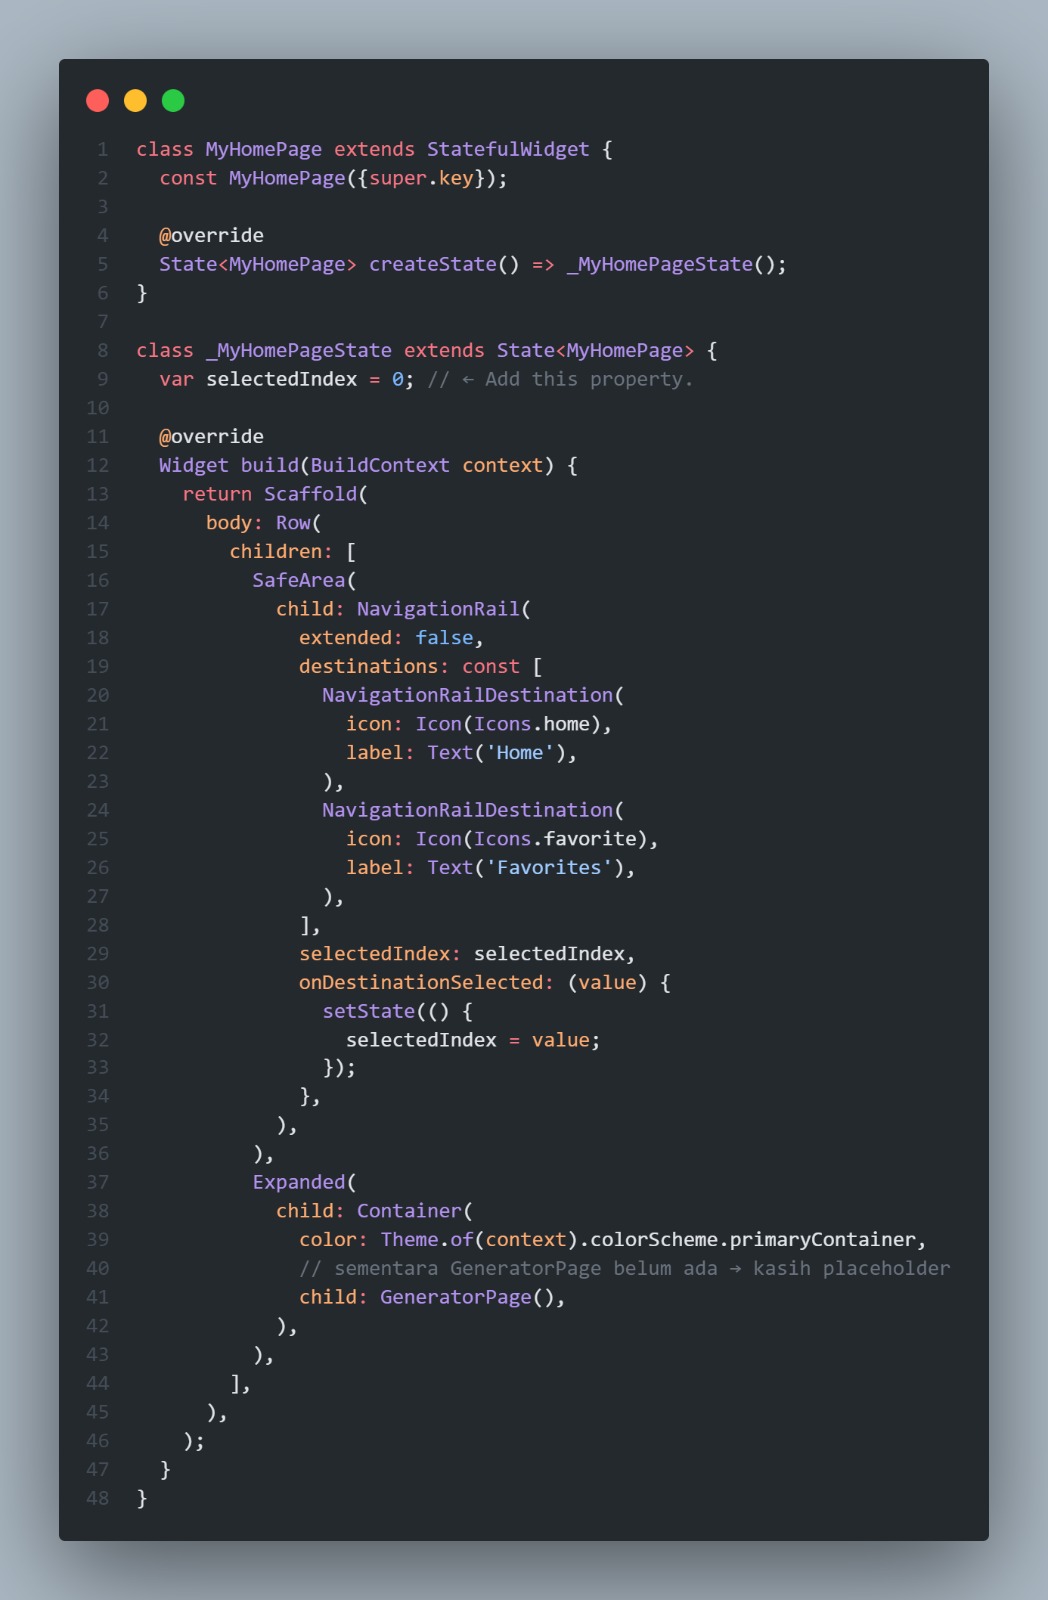 1 class MyHomePage extends StatefulWidget {
2   const MyHomePage({super.key});
3
4   @override
5   State<MyHomePage> createState() => _MyHomePageState();
6 }
7
8 class _MyHomePageState extends State<MyHomePage> {
9   var selectedIndex = 0; // ← Add this property.
10
11   @override
12   Widget build(BuildContext context) {
13     return Scaffold(
14       body: Row(
15         children: [
16           SafeArea(
17             child: NavigationRail(
18               extended: false,
19               destinations: const [
20                 NavigationRailDestination(
21                   icon: Icon(Icons.home),
22                   label: Text('Home'),
23                 ),
24                 NavigationRailDestination(
25                   icon: Icon(Icons.favorite),
26                   label: Text('Favorites'),
27                 ),
28               ],
29               selectedIndex: selectedIndex,
30               onDestinationSelected: (value) {
31                 setState(() {
32                   selectedIndex = value;
33                 });
34               },
35             ),
36           ),
37           Expanded(
38             child: Container(
39               color: Theme.of(context).colorScheme.primaryContainer,
40               // sementara GeneratorPage belum ada → kasih placeholder
41               child: GeneratorPage(),
42             ),
43           ),
44         ],
45       ),
46     );
47   }
48 }